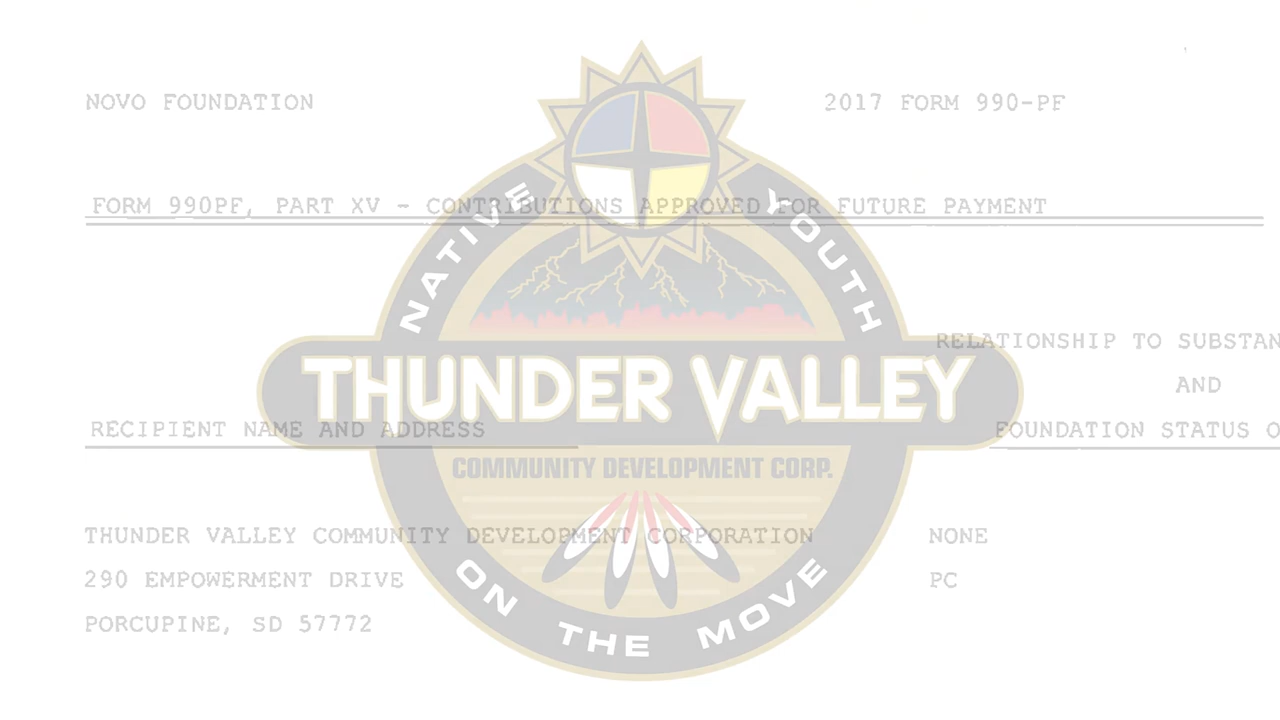 NOVO FOUNDATION
2017 FORM 990-PF
FORM 990PF, PART XV - CONTRIBUTIONS APPROVED FOR FUTURE PAYMENT
NATIVE YOUTH
RELATIONSHIP TO SUBSTAN
AND
THUNDER VALLEY
RECIPIENT NAME AND ADDRESS
FOUNDATION STATUS O
COMMUNITY DEVELOPMENT CORP.
THUNDER VALLEY COMMUNITY DEVELOPMENT CORPORATION
NONE
290 EMPOWERMENT DRIVE
PC
PORCUPINE, SD 57772
ON THE MOVE